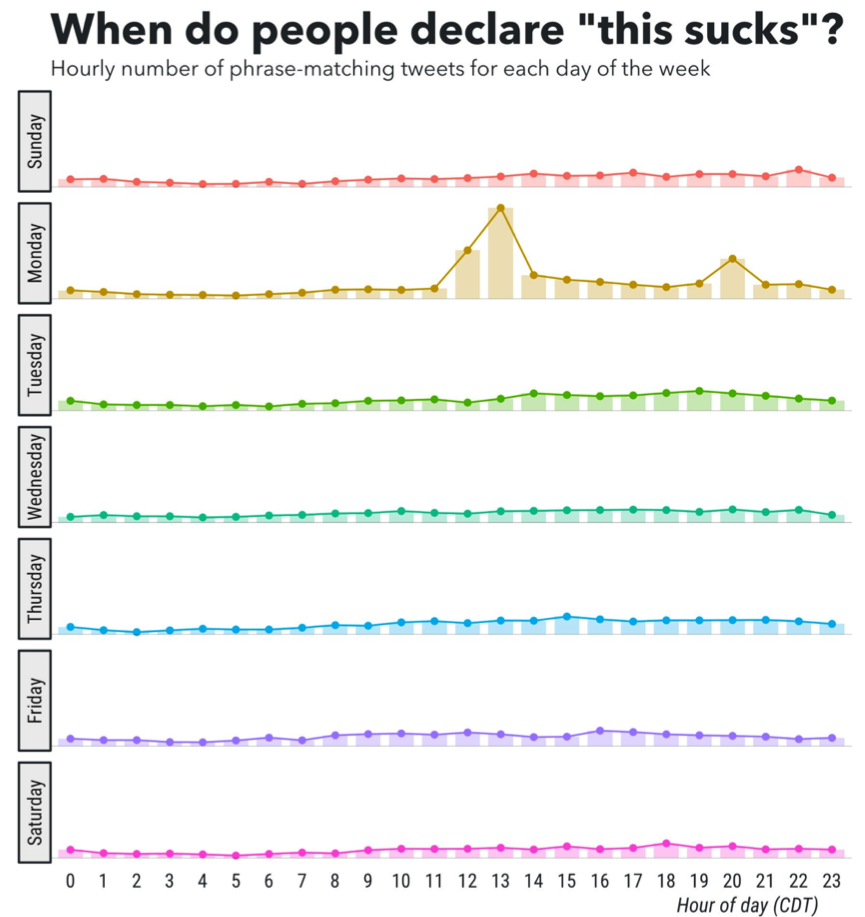 When do people declare "this sucks"?
Hourly number of phrase-matching tweets for each day of the week
Sunday
Monday
Tuesday
Wednesday
Thursday
Friday
Saturday
0 1 2 3 4 5 6 7 8 9 10 11 12 13 14 15 16 17 18 19 20 21 22 23
Hour of day (CDT)